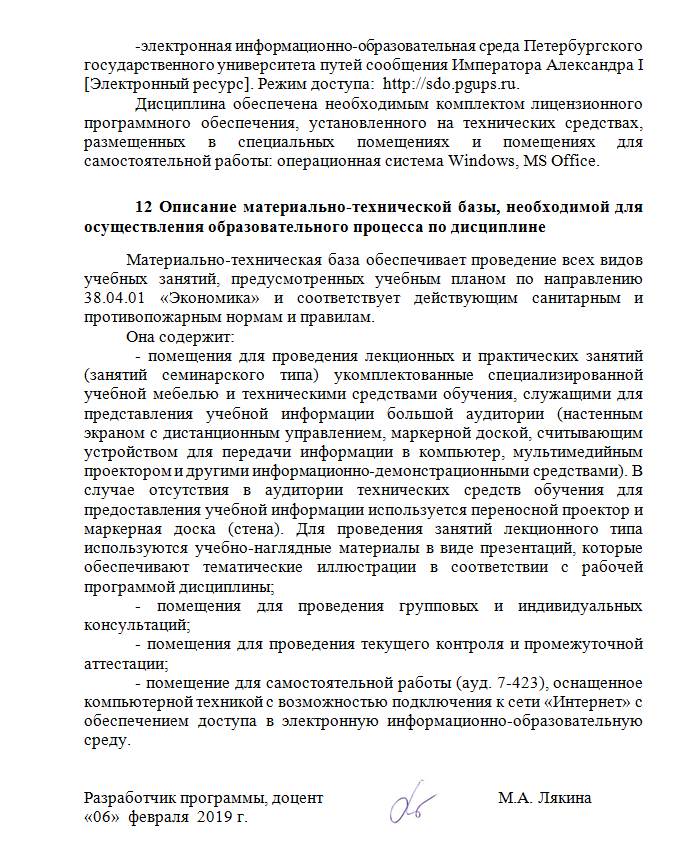 -электронная информационно-образовательная среда Петербургского
государственного университета путей сообщения Императора Александра I
[Электронный ресурс]. Режим доступа: http://sdo.pgups.ru.
Дисциплина обеспечена необходимым комплектом лицензионного
программного обеспечения, установленного на технических средствах,
размещенных в специальных помещениях и помещениях для
самостоятельной работы: операционная система Windows, MS Office.
12 Описание материально-технической базы, необходимой для
осуществления образовательного процесса по дисциплине
Материально-техническая база обеспечивает проведение всех видов
учебных занятий, предусмотренных учебным планом по направлению
38.04.01 «Экономика» и соответствует действующим санитарным и
противопожарным нормам и правилам.
Она содержит:
- помещения для проведения лекционных и практических занятий
(занятий семинарского типа) укомплектованные специализированной
учебной мебелью и техническими средствами обучения, служащими для
представления учебной информации большой аудитории (настенным
экраном с дистанционным управлением, маркерной доской, считывающим
устройством для передачи информации в компьютер, мультимедийным
проектором и другими информационно-демонстрационными средствами). В
случае отсутствия в аудитории технических средств обучения для
предоставления учебной информации используется переносной проектор и
маркерная доска (стена). Для проведения занятий лекционного типа
используются учебно-наглядные материалы в виде презентаций, которые
обеспечивают тематические иллюстрации в соответствии с рабочей
программой дисциплины;
- помещения для проведения групповых и индивидуальных
консультаций;
- помещения для проведения текущего контроля и промежуточной
аттестации;
- помещение для самостоятельной работы (ауд. 7-423), оснащенное
компьютерной техникой с возможностью подключения к сети «Интернет» с
обеспечением доступа в электронную информационно-образовательную
среду.
Разработчик программы, доцент М.А. Лякина
«06» февраля 2019 г.